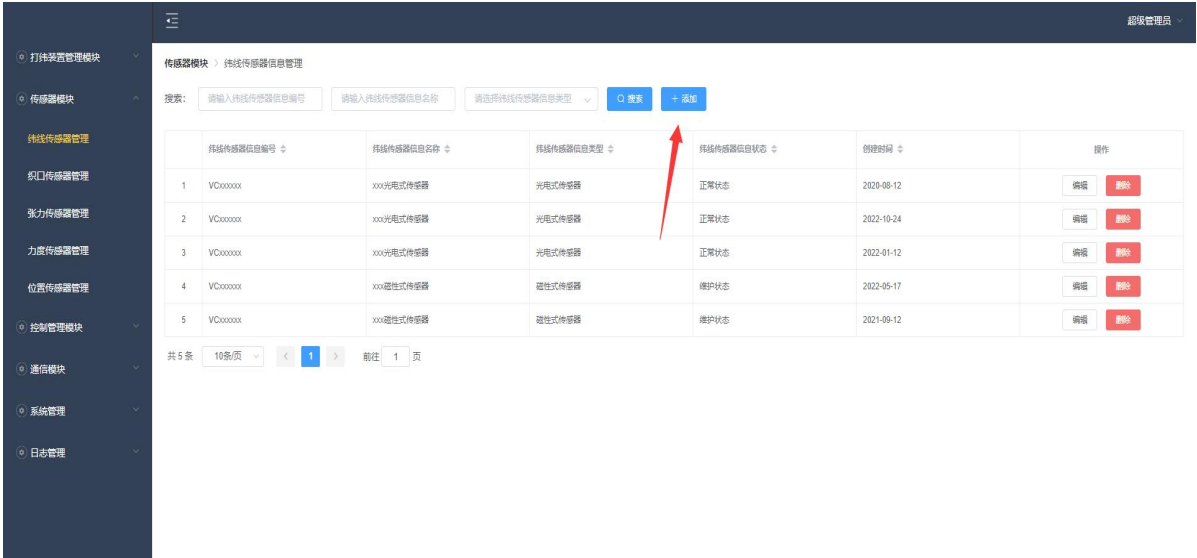 超级管理员
打纬装置管理模块
传感器模块
纬线传感器管理
织口传感器管理
张力传感器管理
力度传感器管理
位置传感器管理
控制管理模块
通信模块
系统管理
日志管理
传感器模块 > 纬线传感器信息管理
搜索: 请输入纬线传感器信息编号 请输入纬线传感器信息名称 请选择纬线传感器信息类型 搜索 + 添加
纬线传感器信息编号 纬线传感器信息名称 纬线传感器信息类型 纬线传感器信息状态 创建时间 操作
1 VCxxxxxx xxx光电式传感器 光电式传感器 正常状态 2020-08-12 编辑 删除
2 VCxxxxxx xxx光电式传感器 光电式传感器 正常状态 2022-10-24 编辑 删除
3 VCxxxxxx xxx光电式传感器 光电式传感器 正常状态 2022-01-12 编辑 删除
4 VCxxxxxx xxx磁性式传感器 磁性式传感器 维护状态 2022-05-17 编辑 删除
5 VCxxxxxx xxx磁性式传感器 磁性式传感器 维护状态 2021-09-12 编辑 删除
共 5 条 10条/页 < 1 > 前往 1 页